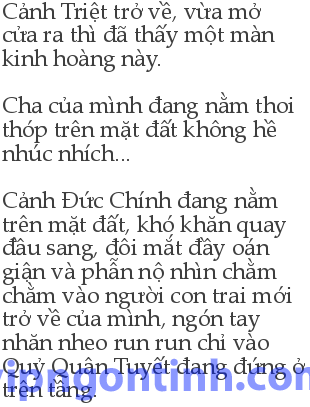 Cảnh Triệt trở về, vừa mở
cửa ra thì đã thấy một màn
kinh hoàng này.
Cha của mình đang nằm thoi
thóp trên mặt đất không hề
nhúc nhích...
Cảnh Đức Chính đang nằm
trên mặt đất, khó khăn quay
đầu sang, đôi mắt đầy oán
giận và phẫn nộ nhìn chằm
chằm vào người con trai mới
trở về của mình, ngón tay
nhăn nheo run run chỉ vào
Quỷ Quân Tuyết đang đứng ở
trên tầng.
vipngontinh.com